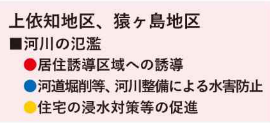 上依知地区、猿ヶ島地区
■河川の氾濫
●居住誘導区域への誘導
●河道掘削等、河川整備による水害防止
●住宅の浸水対策等の促進